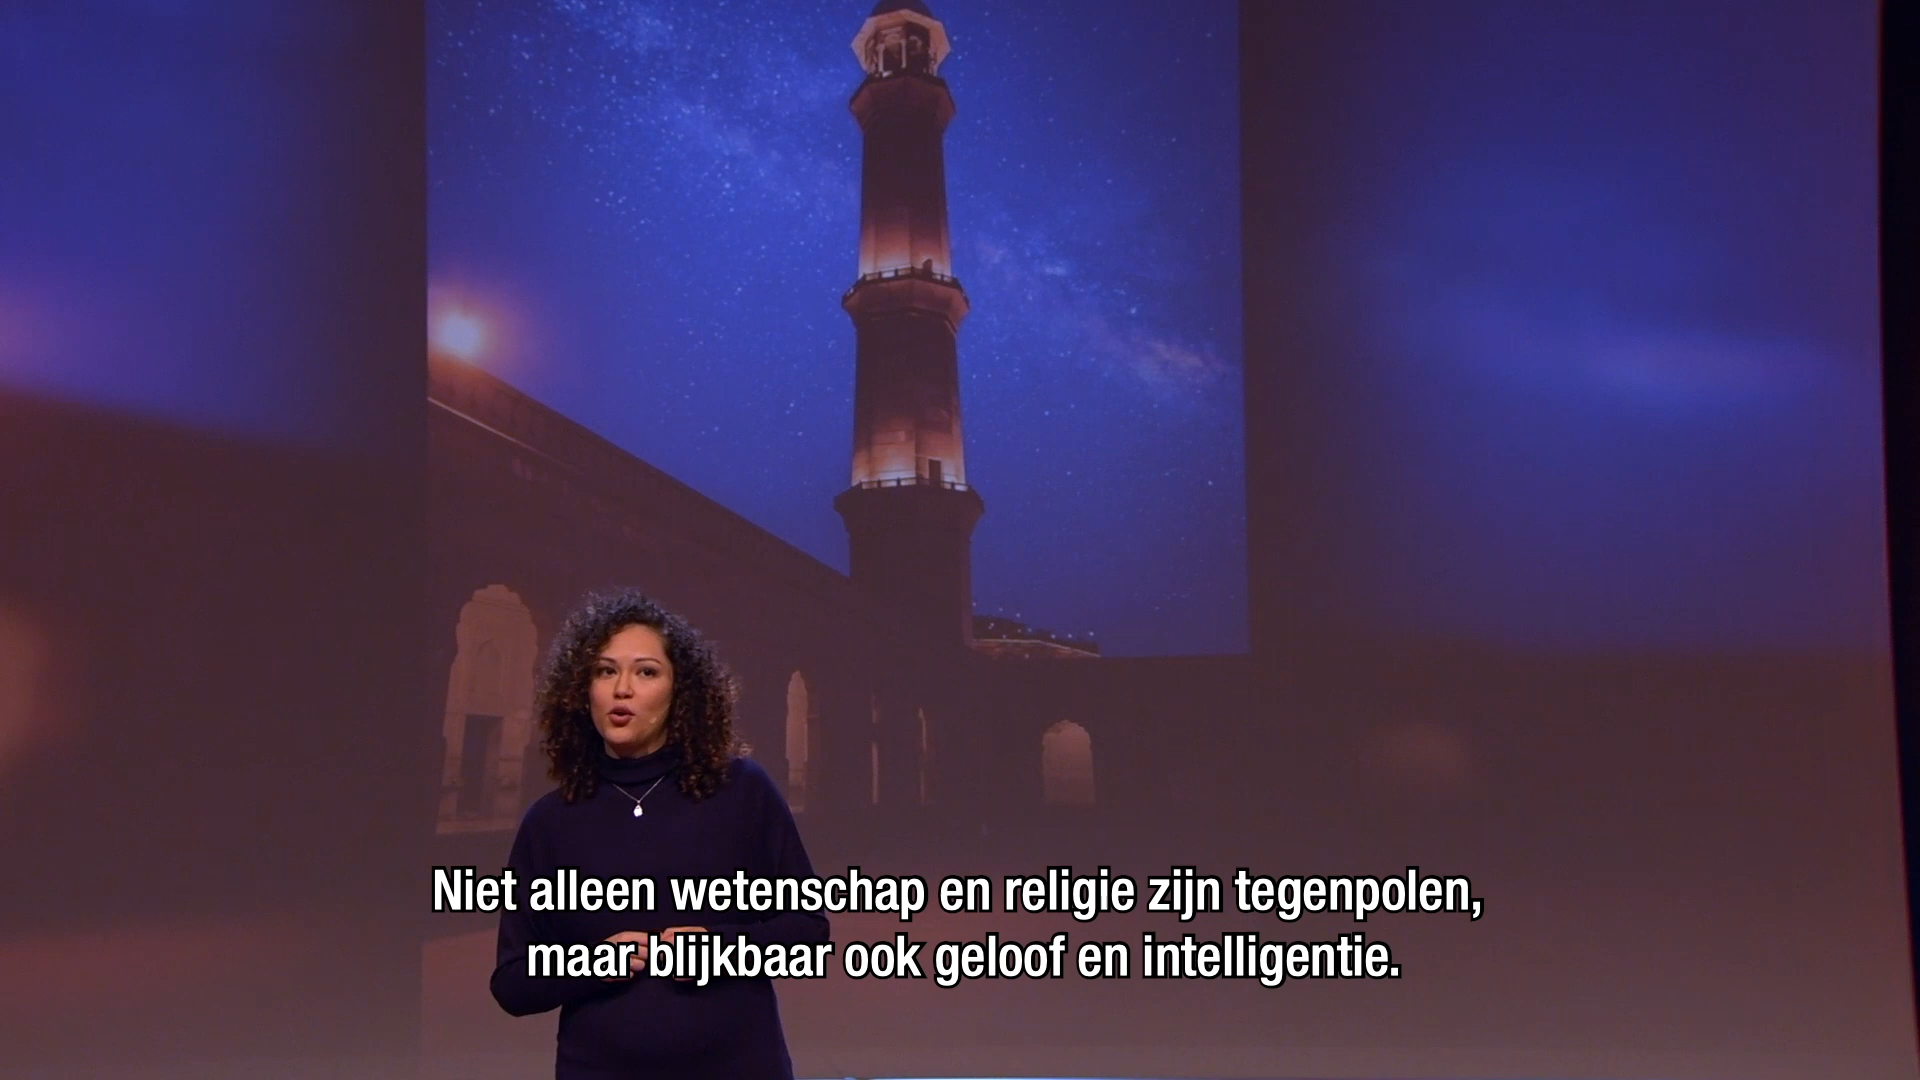 Niet alleen wetenschap en religie zijn tegenpolen,
maar blijkbaar ook geloof en intelligentie.